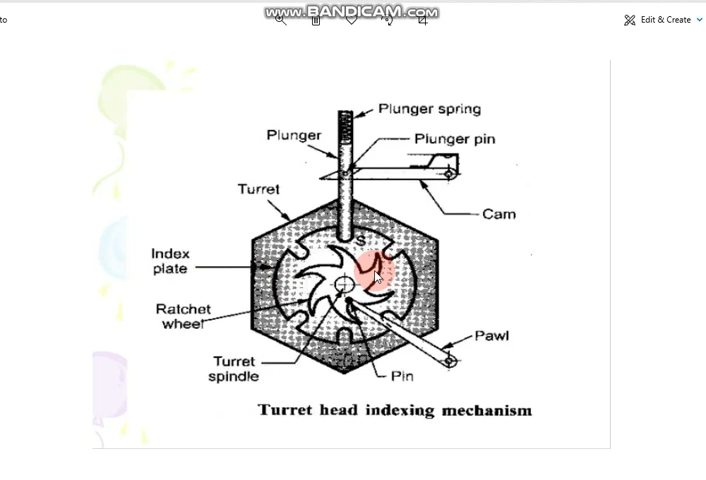 to
www.BANDICAM.com
Edit & Create
Plunger spring
Plunger
Plunger pin
Turret
Cam
S
Index
plate
Ratchet
wheel
Pawl
Turret
spindle
Pin
Turret head indexing mechanism